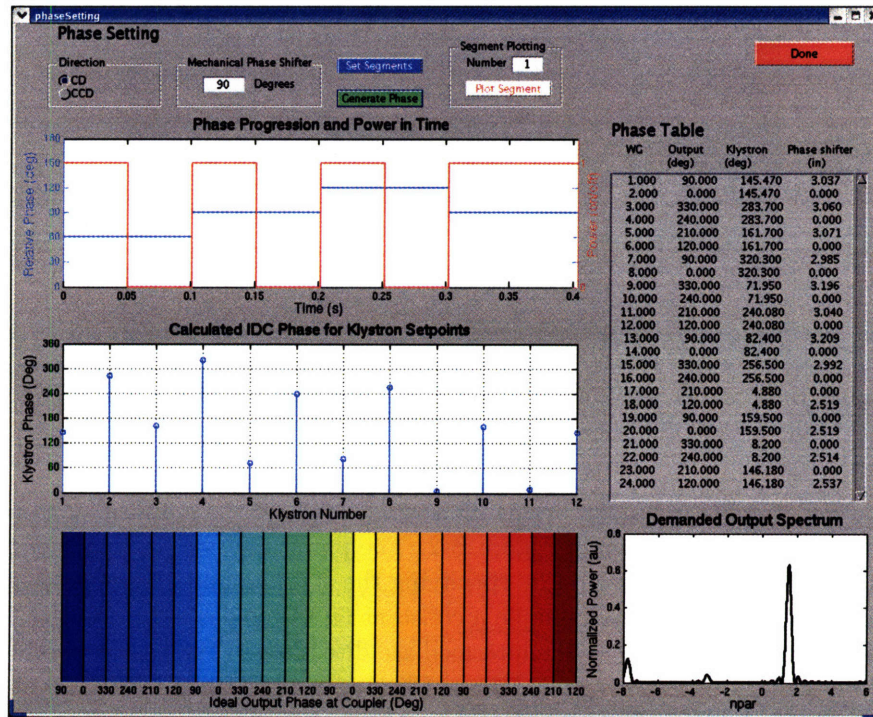 phaseSetting
Phase Setting
Direction
CD
CCD
Mechanical Phase Shifter
90 Degrees
Set Segments
Generate Phase
Segment Plotting
Number 1
Plot Segment
Done
Phase Progression and Power in Time
Relative Phase (deg)
180
150
120
0
0 0.05 0.1 0.15 0.2 0.25 0.3 0.35 0.4
Time (s)
Calculated IDC Phase for Klystron Setpoints
Klystron Phase (Deg)
360
300
240
180
120
60
0
1 2 3 4 5 6 7 8 9 10 11 12
Klystron Number
90 0 330 240 210 120 90 0 330 240 210 120 90 0 330 240 210 120 90 0 330 240 210 120
Ideal Output Phase at Coupler (Deg)
Phase Table
WG Output Klystron Phase shifter
(deg) (deg) (in)
1.000 90.000 145.470 3.037
2.000 0.000 145.470 0.000
3.000 330.000 283.700 3.060
4.000 240.000 283.700 0.000
5.000 210.000 161.700 3.071
6.000 120.000 161.700 0.000
7.000 90.000 320.300 2.985
8.000 0.000 320.300 0.000
9.000 330.000 71.950 3.196
10.000 240.000 71.950 0.000
11.000 210.000 240.080 3.040
12.000 120.000 240.080 0.000
13.000 90.000 82.400 3.209
14.000 0.000 82.400 0.000
15.000 330.000 256.500 2.992
16.000 240.000 256.500 0.000
17.000 210.000 4.880 0.000
18.000 120.000 4.880 2.519
19.000 90.000 159.500 0.000
20.000 0.000 159.500 2.519
21.000 330.000 8.200 0.000
22.000 240.000 8.200 2.514
23.000 210.000 146.180 0.000
24.000 120.000 146.180 2.537
Demanded Output Spectrum
Normalized Power (au)
0.8
0.6
0.4
0.2
0
-8 -6 -4 -2 0 2 4 6
npar